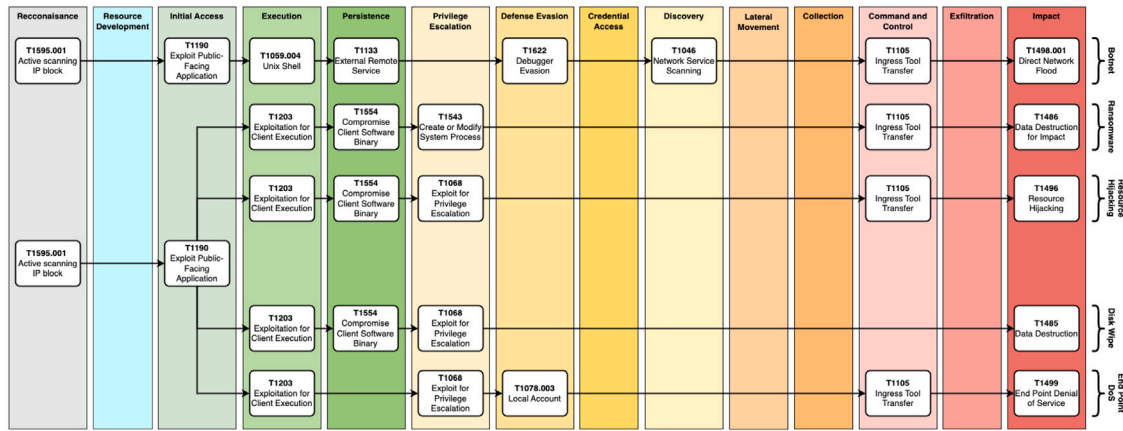 Recconaisance
Resource
Development
Initial Access
Execution
Persistence
Privilege
Escalation
Defense Evasion
Credential
Access
Discovery
Lateral
Movement
Collection
Command and
Control
Exfiltration
Impact
T1595.001
Active scanning
IP block
T1190
Exploit Public-
Facing
Application
T1059.004
Unix Shell
T1133
External Remote
Service
T1622
Debugger
Evasion
T1046
Network Service
Scanning
T1105
Ingress Tool
Transfer
T1498.001
Direct Network
Flood
Botnet
T1203
Exploitation for
Client Execution
T1554
Compromise
Client Software
Binary
T1543
Create or Modify
System Process
T1105
Ingress Tool
Transfer
T1486
Data Destruction
for Impact
Ransomware
T1203
Exploitation for
Client Execution
T1554
Compromise
Client Software
Binary
T1068
Exploit for
Privilege
Escalation
T1105
Ingress Tool
Transfer
T1496
Resource
Hijacking
Resource
Hijacking
T1595.001
Active scanning
IP block
T1190
Exploit Public-
Facing
Application
T1203
Exploitation for
Client Execution
T1554
Compromise
Client Software
Binary
T1068
Exploit for
Privilege
Escalation
T1485
Data Destruction
Disk Wipe
T1203
Exploitation for
Client Execution
T1068
Exploit for
Privilege
Escalation
T1078.003
Local Account
T1105
Ingress Tool
Transfer
T1499
End Point Denial
of Service
End Point
DoS